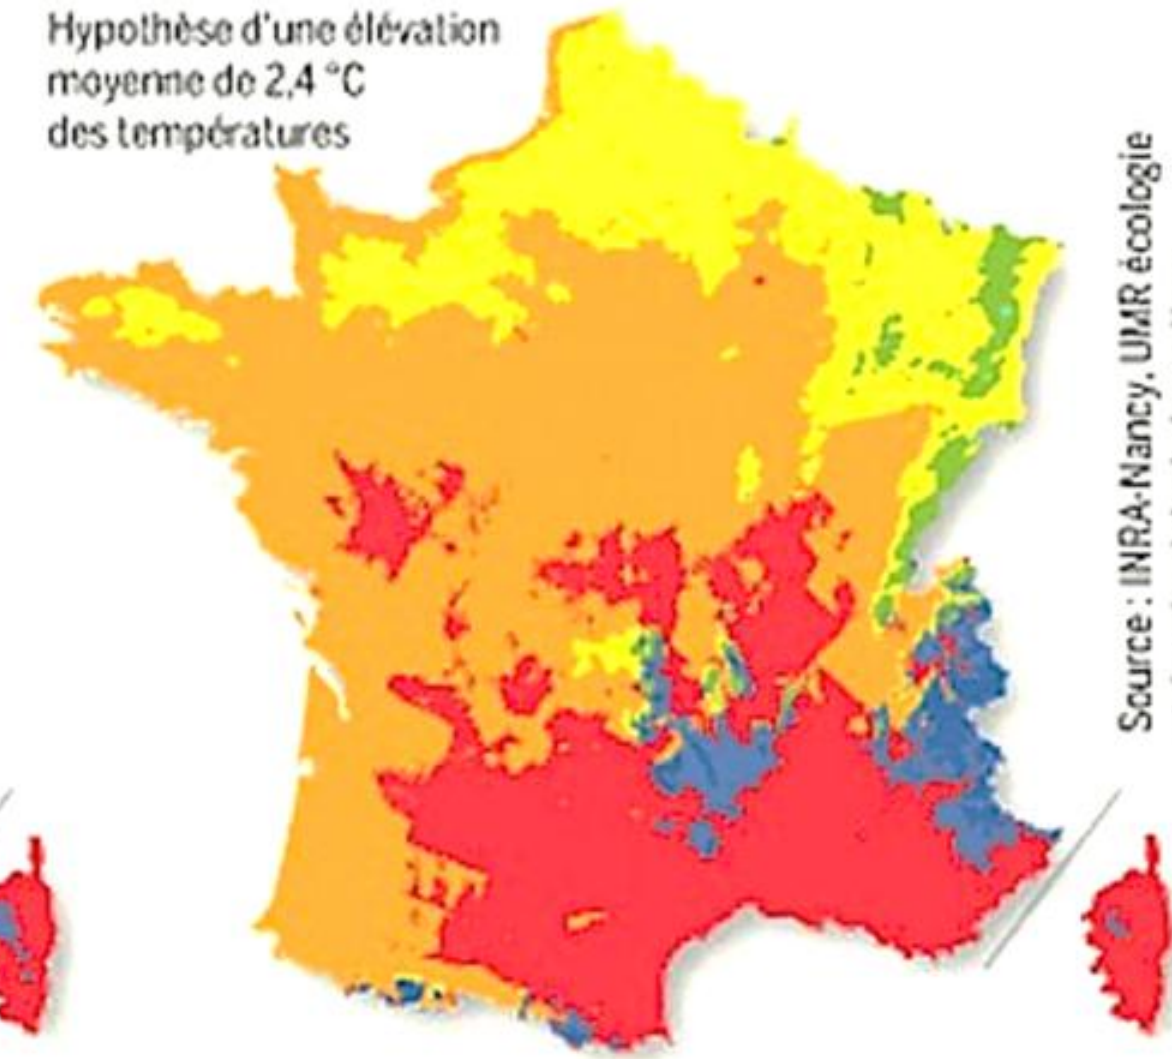 Hypothèse d'une élévation
moyenne de 2,4 °C
des températures
Source : INRA-Nancy, UMR écologie